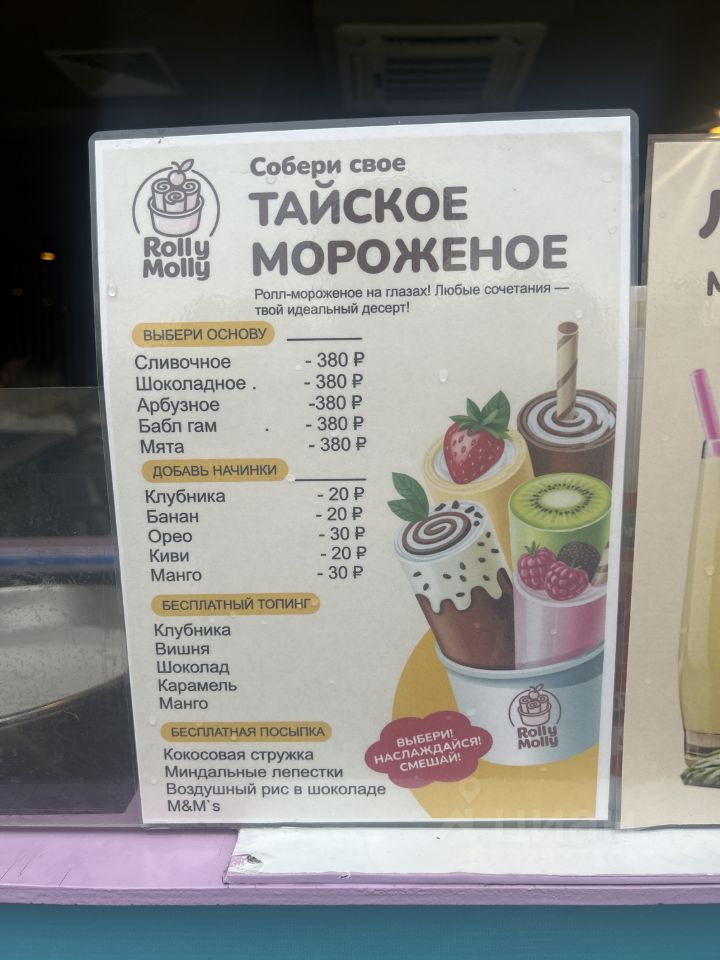 Собери свое
ТАЙСКОЕ
МОРОЖЕНОЕ
Rolly
Molly
Ролл-мороженое на глазах! Любые сочетания —
твой идеальный десерт!
ВЫБЕРИ ОСНОВУ
Сливочное - 380 ₽
Шоколадное . - 380 ₽
Арбузное -380 ₽
Бабл гам . - 380 ₽
Мята - 380 ₽
ДОБАВЬ НАЧИНКИ
Клубника - 20 ₽
Банан - 20 ₽
Орео - 30 ₽
Киви - 20 ₽
Манго - 30 ₽
БЕСПЛАТНЫЙ ТОПИНГ
Клубника
Вишня
Шоколад
Карамель
Манго
БЕСПЛАТНАЯ ПОСЫПКА
Кокосовая стружка
Миндальные лепестки
Воздушный рис в шоколаде
M&M`s
ВЫБЕРИ!
НАСЛАЖДАЙСЯ!
СМЕШАЙ!
Rolly
Molly
циан